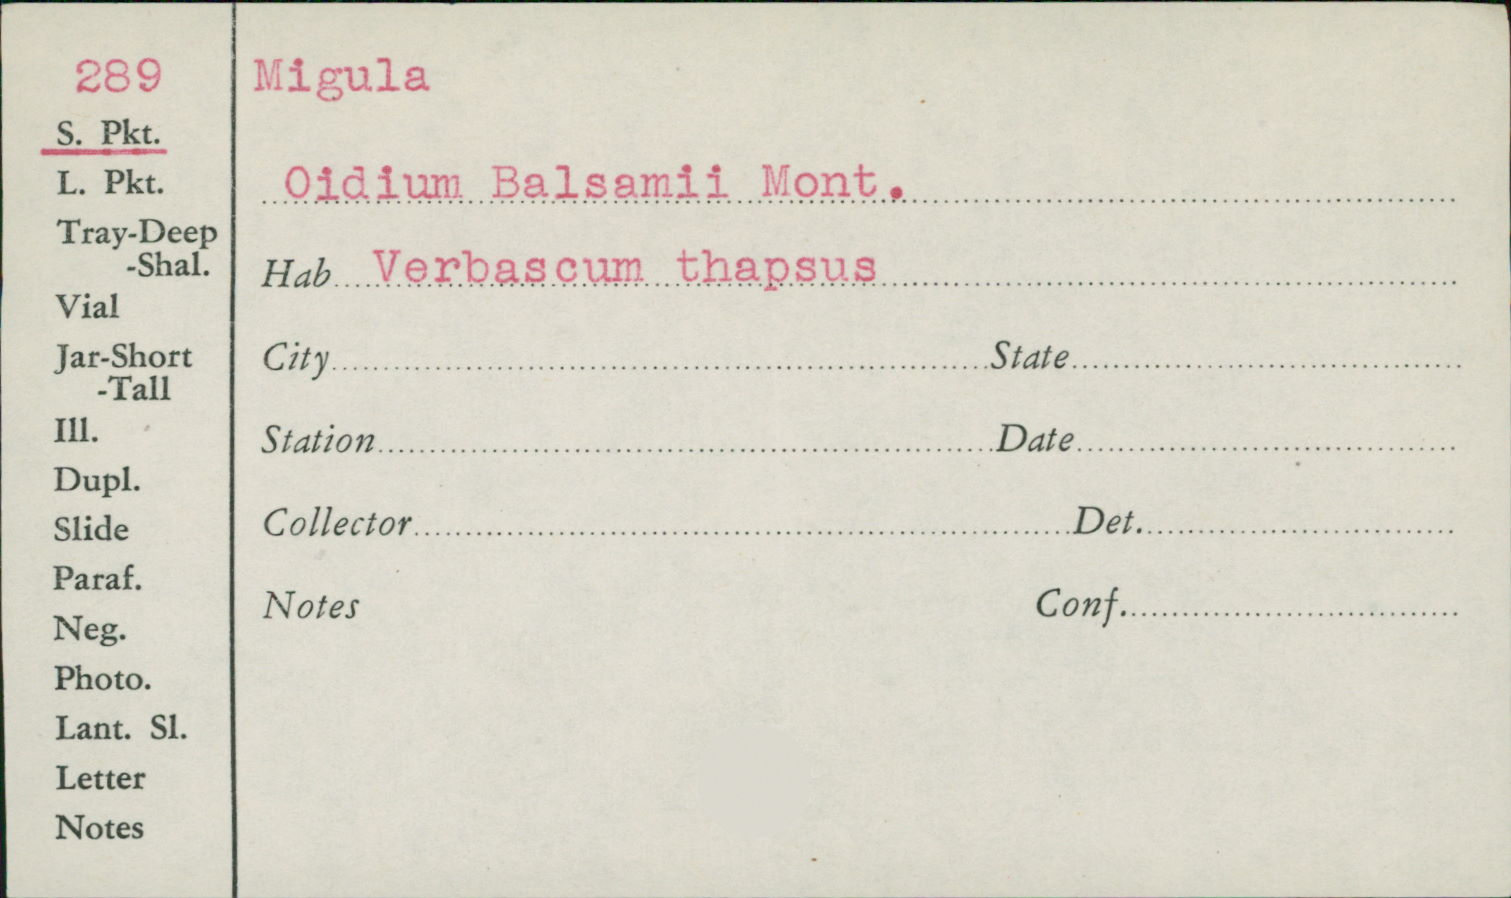 289
S. Pkt.
L. Pkt.
Tray-Deep
-Shal.
Vial
Jar-Short
-Tall
Ill.
Dupl.
Slide
Paraf.
Neg.
Photo.
Lant. Sl.
Letter
Notes
Migula
Oidium Balsamii Mont.
Hab Verbascum thapsus
City State
Station Date
Collector Det.
Notes Conf.